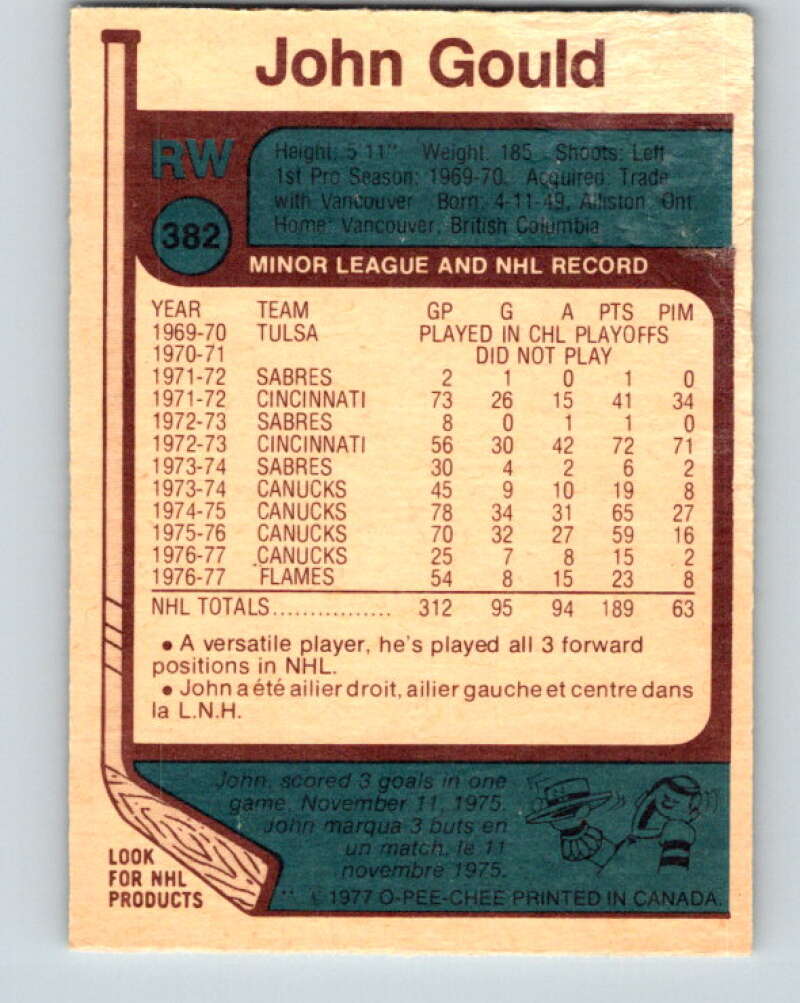 John Gould
RW
Height: 5'11" Weight: 185 Shoots: Left
1st Pro Season: 1969-70. Acquired: Trade
with Vancouver Born: 4-11-49, Alliston Ont.
Home: Vancouver, British Columbia
382
MINOR LEAGUE AND NHL RECORD
YEAR TEAM GP G A PTS PIM
1969-70 TULSA PLAYED IN CHL PLAYOFFS
1970-71 DID NOT PLAY
1971-72 SABRES 2 1 0 1 0
1971-72 CINCINNATI 73 26 15 41 34
1972-73 SABRES 8 0 1 1 0
1972-73 CINCINNATI 56 30 42 72 71
1973-74 SABRES 30 4 2 6 2
1973-74 CANUCKS 45 9 10 19 8
1974-75 CANUCKS 78 34 31 65 27
1975-76 CANUCKS 70 32 27 59 16
1976-77 CANUCKS 25 7 8 15 2
1976-77 FLAMES 54 8 15 23 8
NHL TOTALS................ 312 95 94 189 63
• A versatile player, he's played all 3 forward
positions in NHL.
• John a été ailier droit, ailier gauche et centre dans
la L.N.H.
John, scored 3 goals in one
game, November 11, 1975.
John marqua 3 buts en
un match, le 11
novembre 1975.
LOOK
FOR NHL
PRODUCTS
** © 1977 O-PEE-CHEE PRINTED IN CANADA.